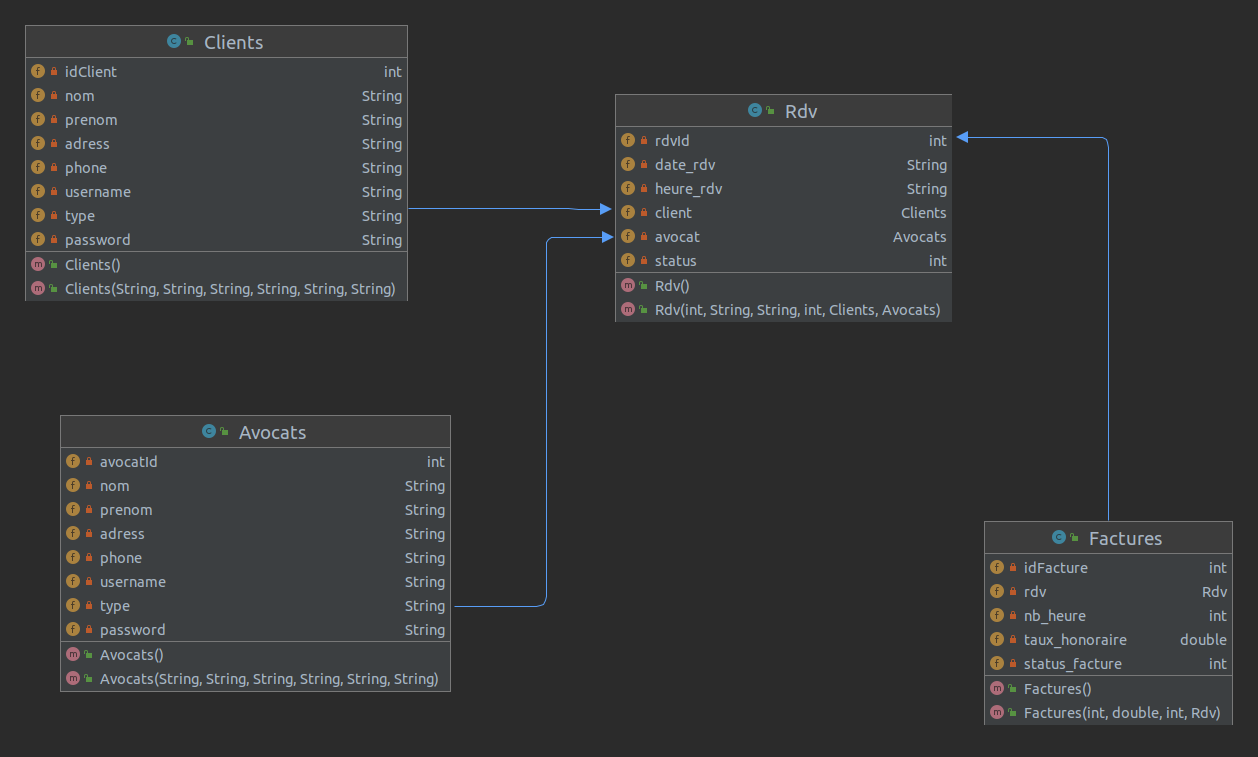 Clients
idClient int
nom String
prenom String
adress String
phone String
username String
type String
password String
Clients()
Clients(String, String, String, String, String, String)
Rdv
rdvId int
date_rdv String
heure_rdv String
client Clients
avocat Avocats
status int
Rdv()
Rdv(int, String, String, int, Clients, Avocats)
Avocats
avocatId int
nom String
prenom String
adress String
phone String
username String
type String
password String
Avocats()
Avocats(String, String, String, String, String, String)
Factures
idFacture int
rdv Rdv
nb_heure int
taux_honoraire double
status_facture int
Factures()
Factures(int, double, int, Rdv)